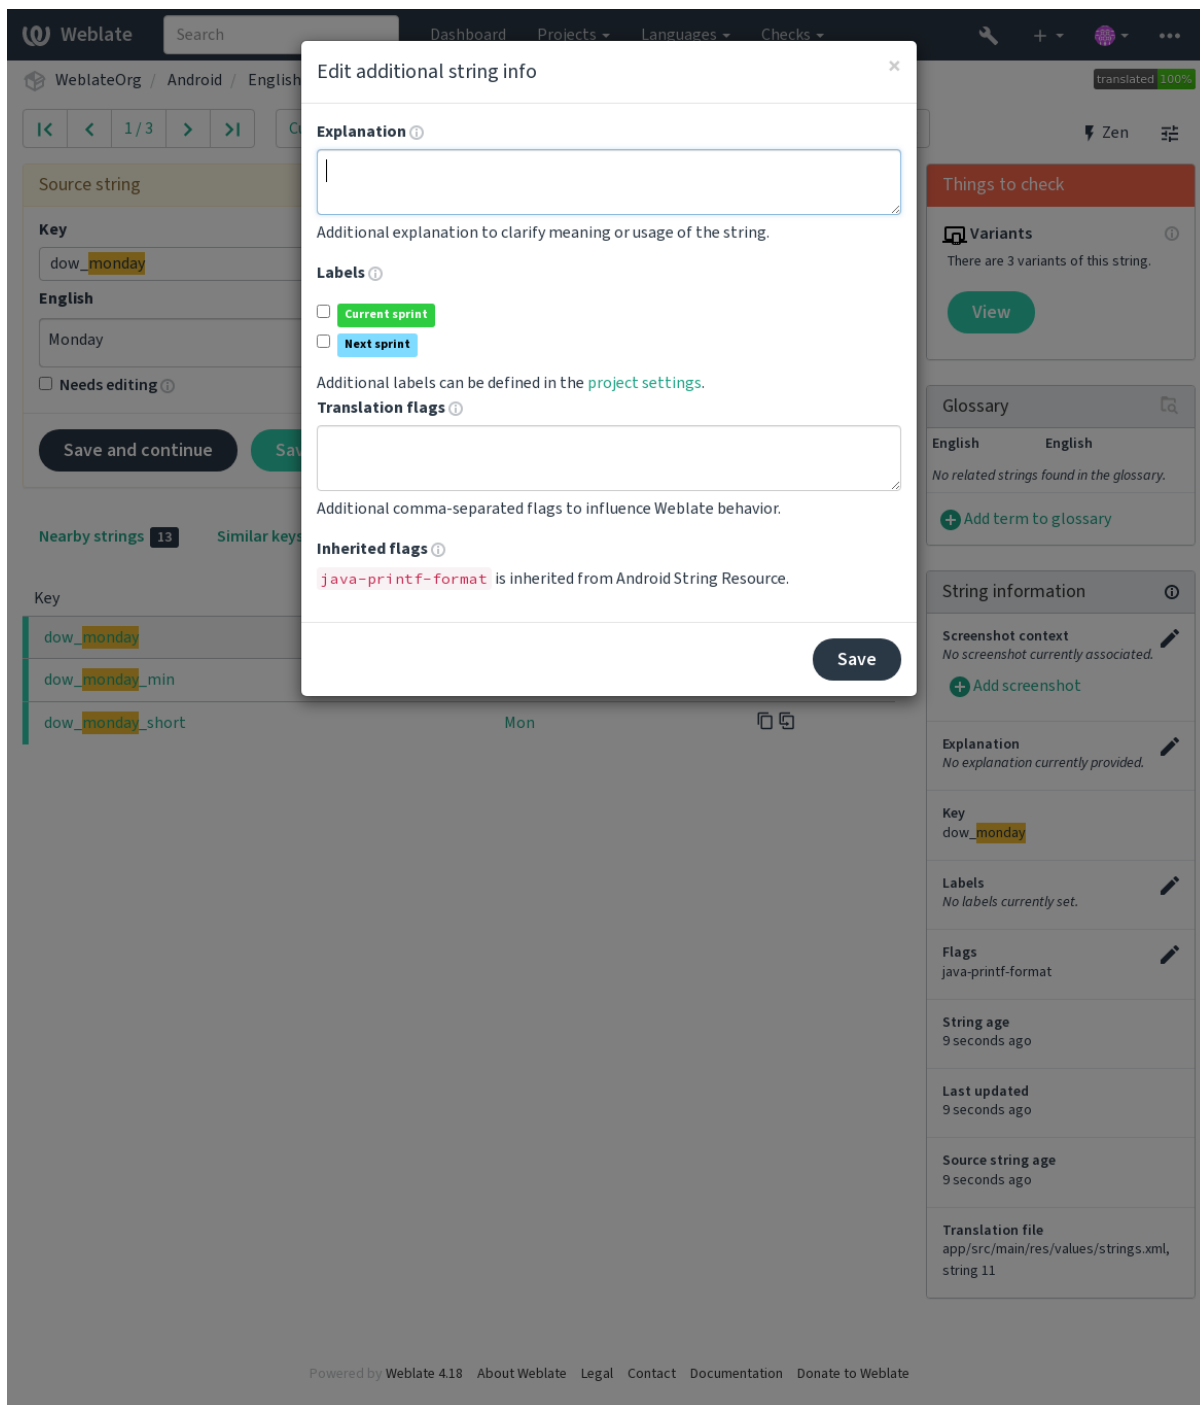 Weblate
Search
Dashboard
Projects
Languages
Checks
WeblateOrg / Android / English
translated 100%
1 / 3
Zen
Edit additional string info
×
Explanation
Additional explanation to clarify meaning or usage of the string.
Labels
Current sprint
Next sprint
Additional labels can be defined in the project settings.
Translation flags
Additional comma-separated flags to influence Weblate behavior.
Inherited flags
java-printf-format is inherited from Android String Resource.
Save
Source string
Key
dow_monday
English
Monday
Needs editing
Save and continue
Nearby strings 13
Similar keys
Key
dow_monday
dow_monday_min
dow_monday_short
Mon
Things to check
Variants
There are 3 variants of this string.
View
Glossary
English English
No related strings found in the glossary.
Add term to glossary
String information
Screenshot context
No screenshot currently associated.
Add screenshot
Explanation
No explanation currently provided.
Key
dow_monday
Labels
No labels currently set.
Flags
java-printf-format
String age
9 seconds ago
Last updated
9 seconds ago
Source string age
9 seconds ago
Translation file
app/src/main/res/values/strings.xml,
string 11
Powered by Weblate 4.18 About Weblate Legal Contact Documentation Donate to Weblate